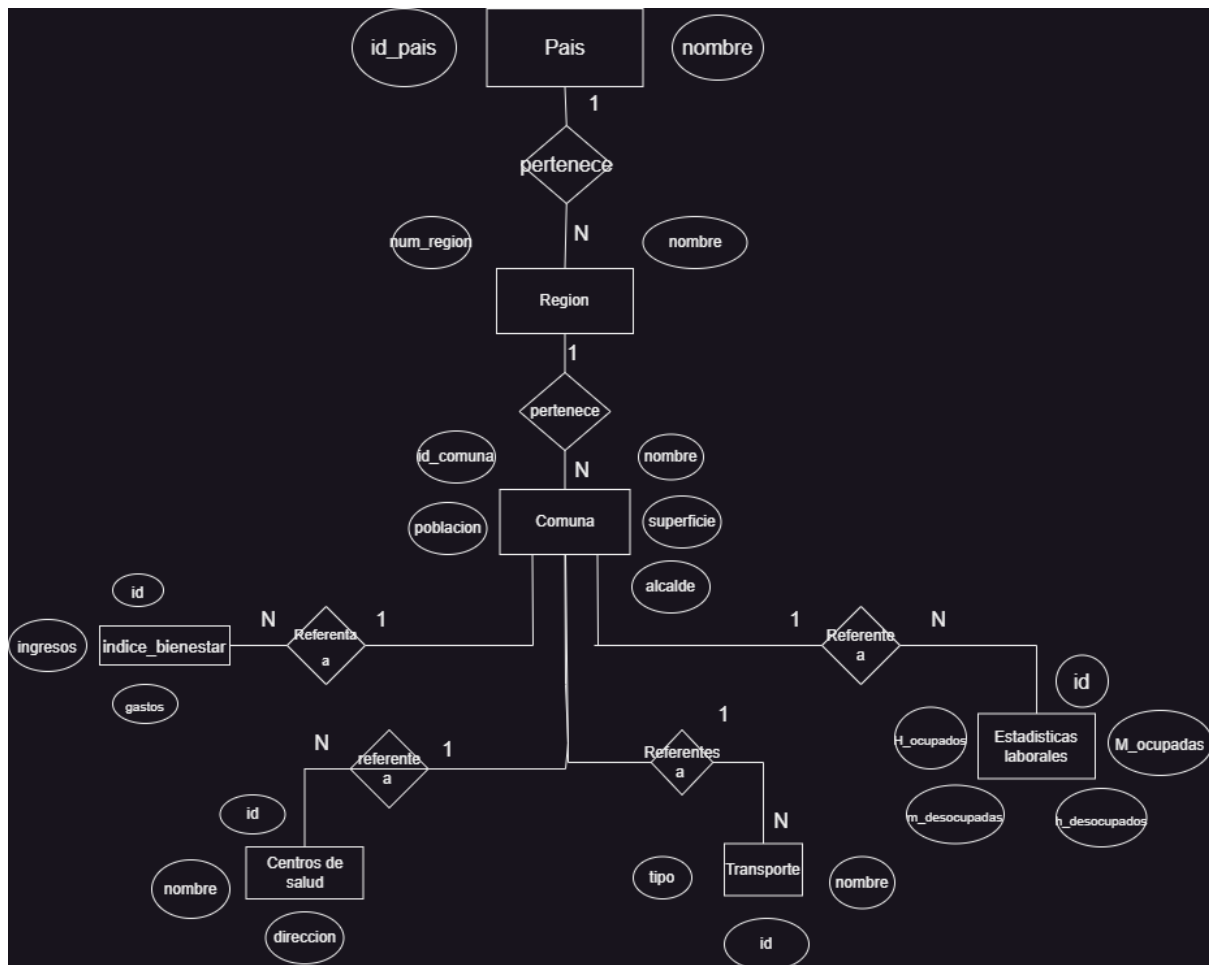 id_pais
Pais
nombre
1
pertenece
N
num_region
nombre
Region
1
pertenece
id_comuna
nombre
N
poblacion
Comuna
superficie
alcalde
id
N
1
Referenta
a
ingresos
indice_bienestar
gastos
1
N
Referente
a
id
H_ocupados
Estadisticas
laborales
M_ocupadas
m_desocupadas
h_desocupados
N
1
referente
a
id
Centros de
salud
nombre
direccion
1
Referentes
a
N
tipo
Transporte
nombre
id